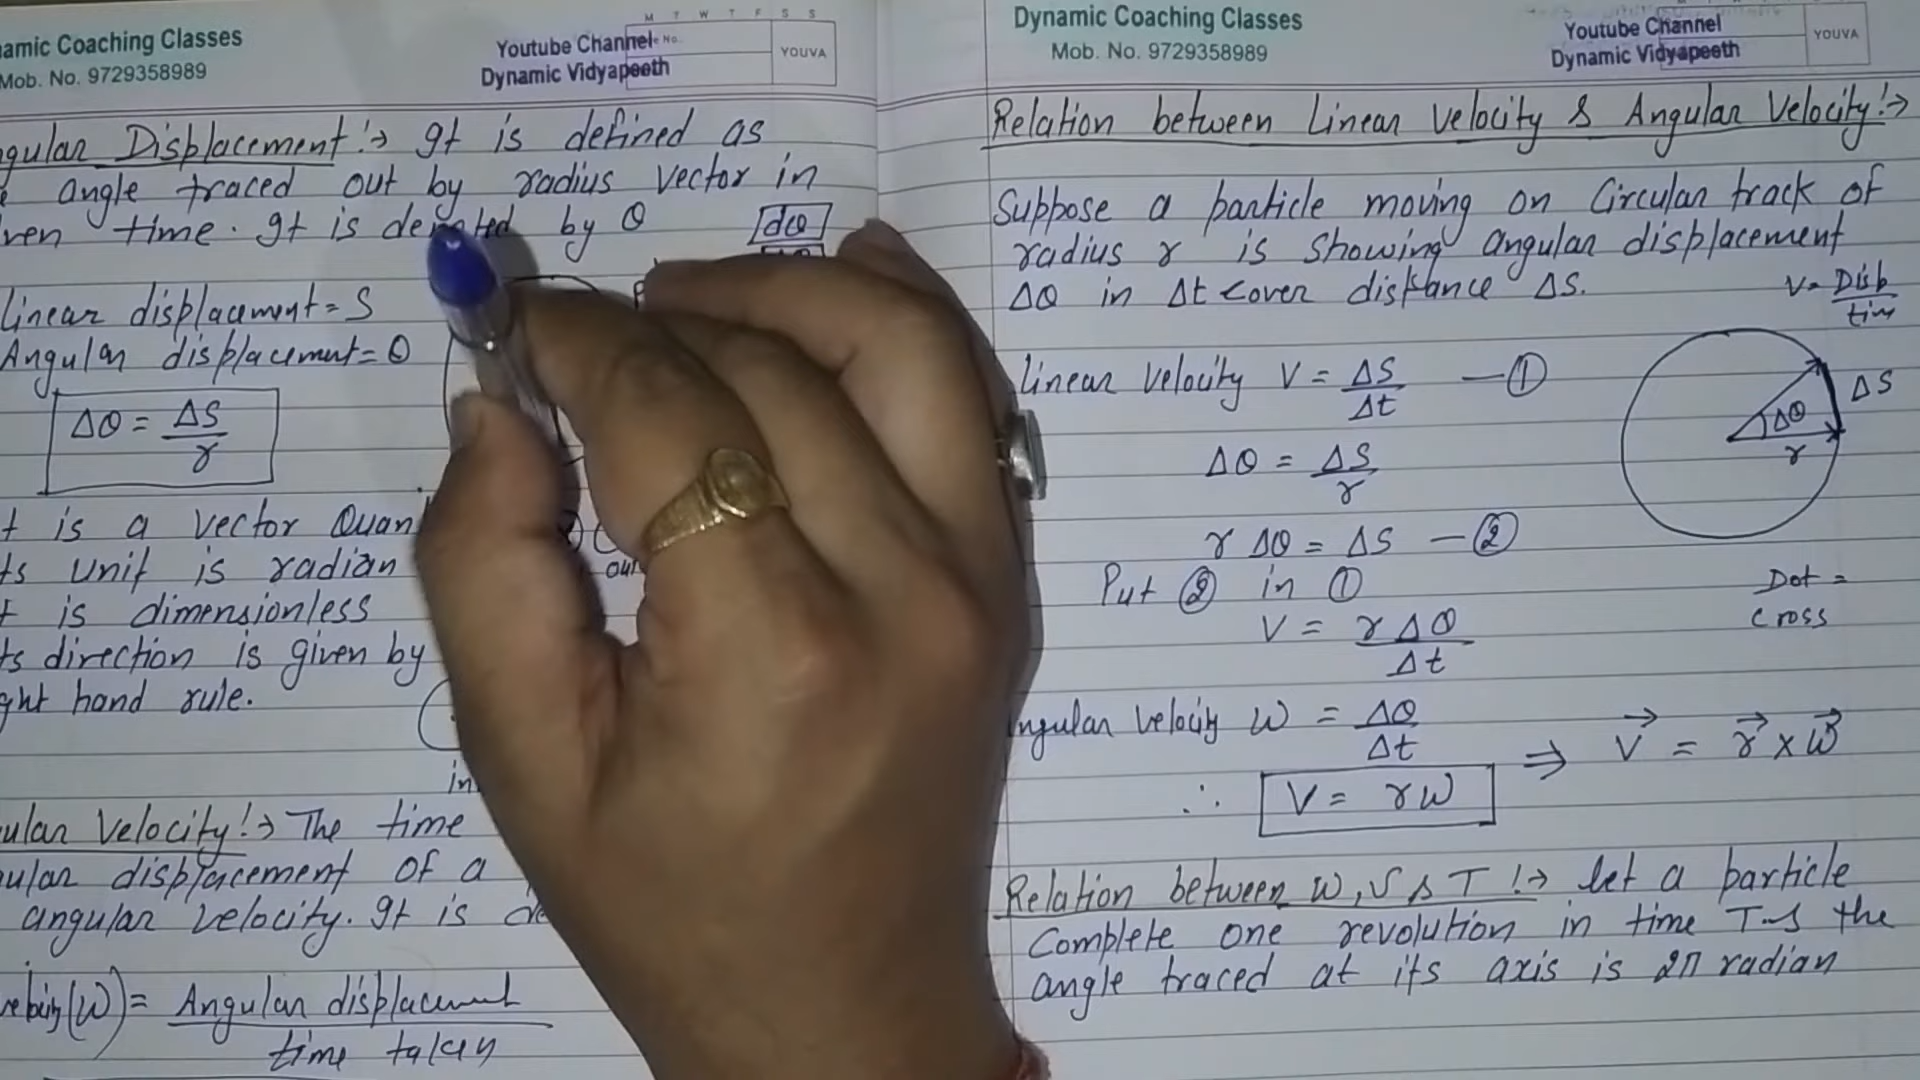 amic Coaching Classes
Mob. No. 9729358989
M T W T F S S
Youtube Channel
Dynamic Vidyapeeth
YOUVA
gular Displacement :→ It is defined as
angle traced out by radius vector in
ven time. It is denoted by θ
dθ
linear displacement = S
Angular displacement = θ
Δθ = ΔS / r
t is a vector Quan
ts unit is radian
t is dimensionless
ts direction is given by
ght hand rule.
ou
in
ular Velocity :→ The time
ular displacement of a
angular velocity. It is de
velocity (ω) = Angular displacement / time taken
Dynamic Coaching Classes
Mob. No. 9729358989
Youtube Channel
Dynamic Vidyapeeth
YOUVA
Relation between Linear Velocity & Angular Velocity :→
Suppose a particle moving on Circular track of
radius r is showing angular displacement
Δθ in Δt cover distance ΔS.
V = Disp / tim
linear velocity V = ΔS / Δt — ①
ΔS
Δθ
r
Δθ = ΔS / r
r Δθ = ΔS — ②
Put ② in ①
Dot =
Cross
V = r Δθ / Δt
ngular velocity ω = Δθ / Δt
∴ V = rω ⇒ V⃗ = r⃗ × ω⃗
Relation between ω, ν & T :→ let a particle
Complete one revolution in time T the
angle traced at its axis is 2π radian